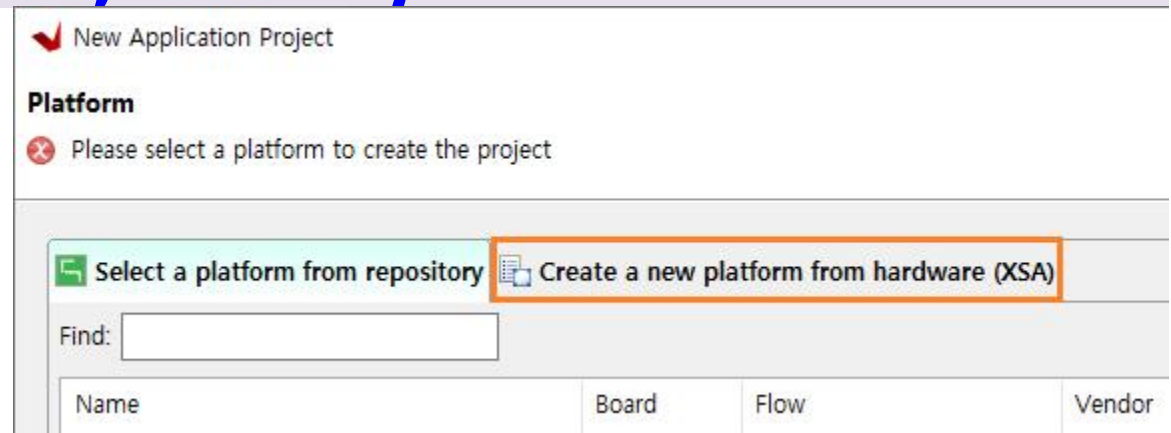 New Application Project
Platform
Please select a platform to create the project
Select a platform from repository Create a new platform from hardware (XSA)
Find:
Name Board Flow Vendor